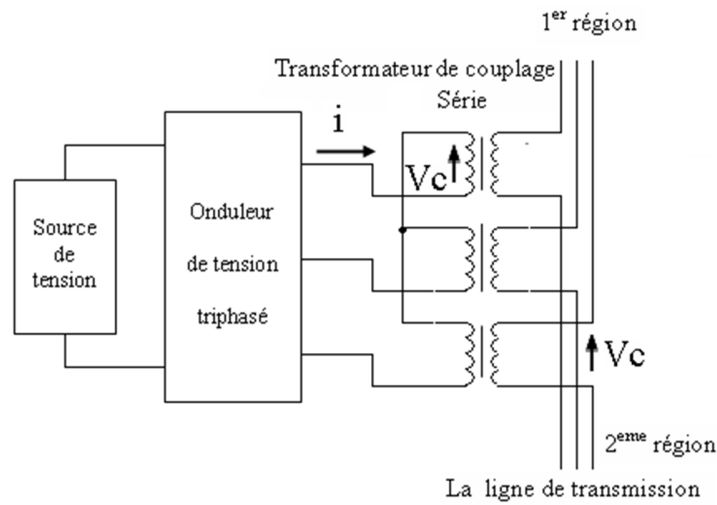 1er région
Transformateur de couplage
Série
i
Vc
Source
de
tension
Onduleur
de tension
triphasé
Vc
2eme région
La ligne de transmission